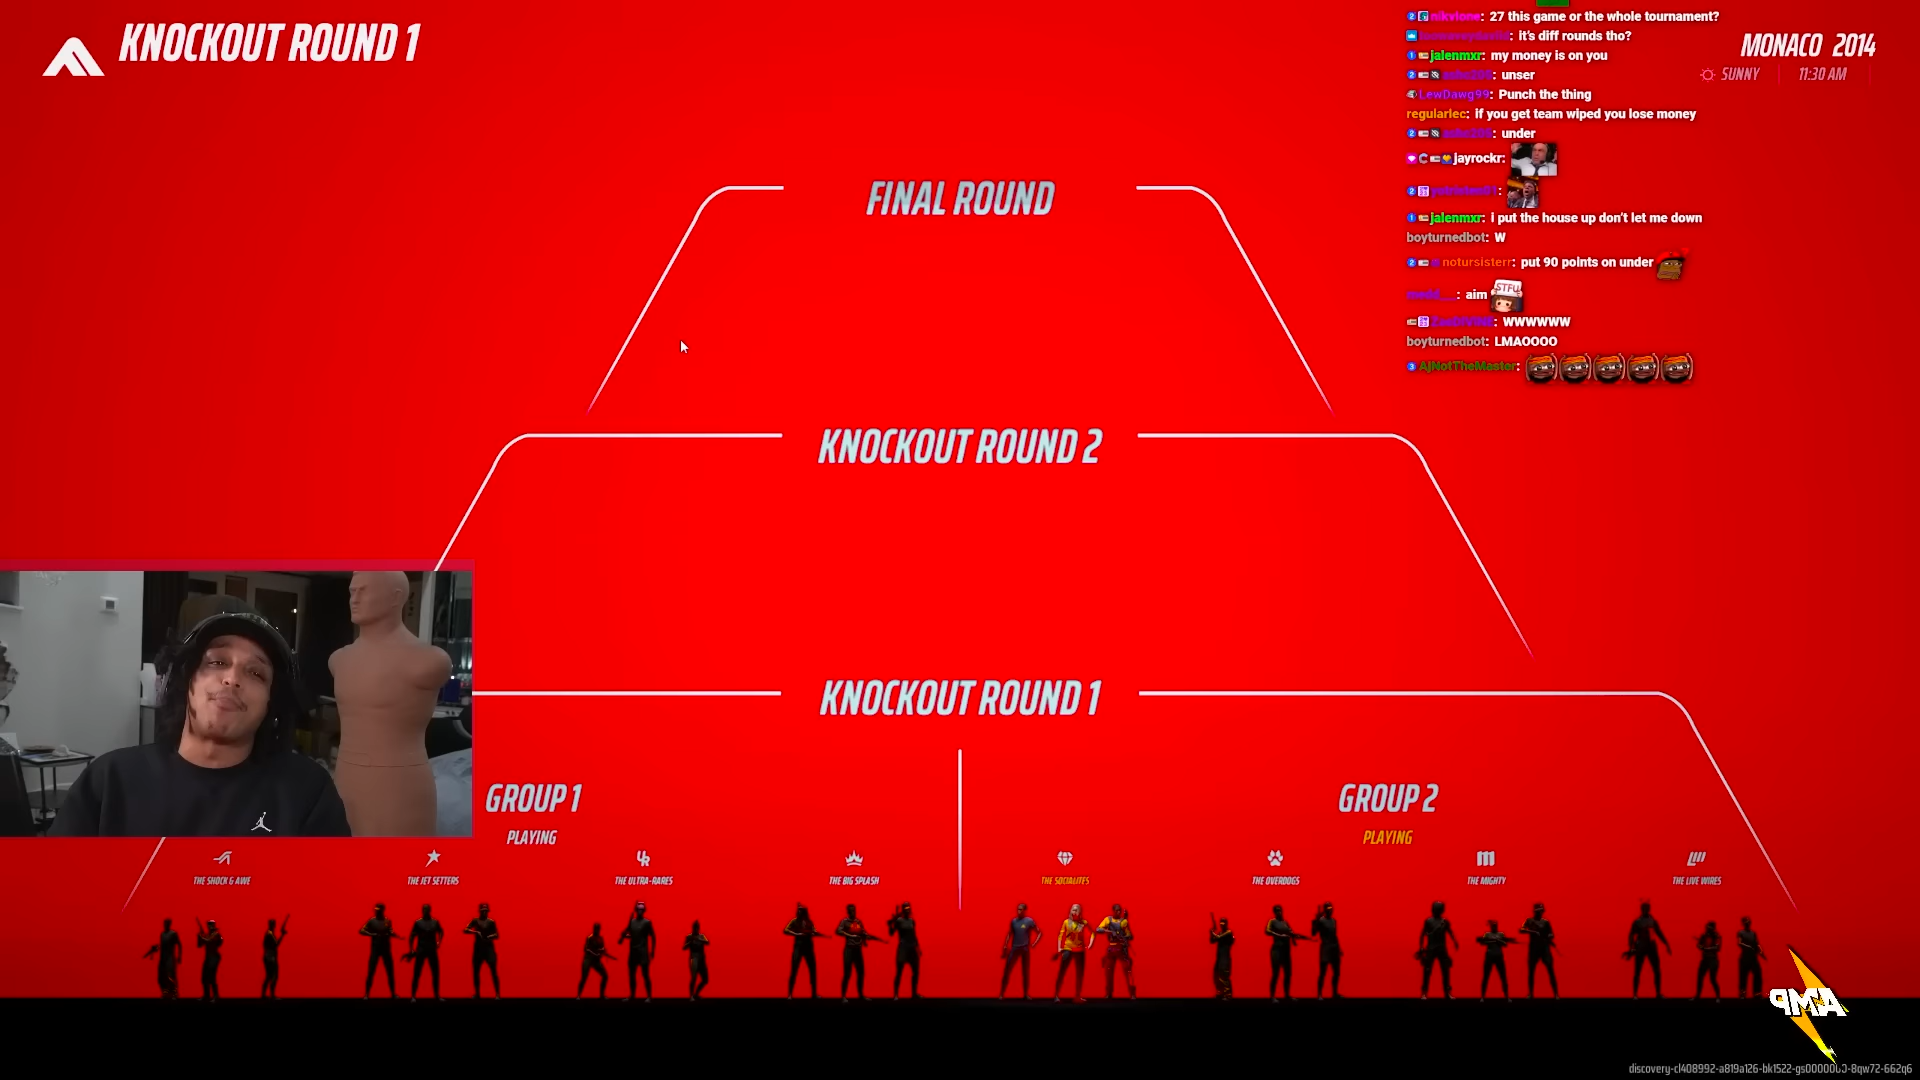 KNOCKOUT ROUND 1
MONACO 2014
SUNNY 11:30 AM
nikvlone: 27 this game or the whole tournament?
: it's diff rounds tho?
jalenmxr: my money is on you
: unser
LewDawg99: Punch the thing
regularlec: if you get team wiped you lose money
: under
jayrockr:
jalenmxr: i put the house up don't let me down
boyturnedbot: W
notursisterr: put 90 points on under
: aim
STFU
: WWWWWW
boyturnedbot: LMAOOOO
AjNotTheMaster:
FINAL ROUND
KNOCKOUT ROUND 2
KNOCKOUT ROUND 1
GROUP 1
PLAYING
GROUP 2
PLAYING
THE SHOCK & AWE
THE JET SETTERS
UR
THE ULTRA-RARES
THE BIG SPLASH
THE SOCIALITES
THE OVERDOGS
THE MIGHTY
THE LIVE WIRES
AMP